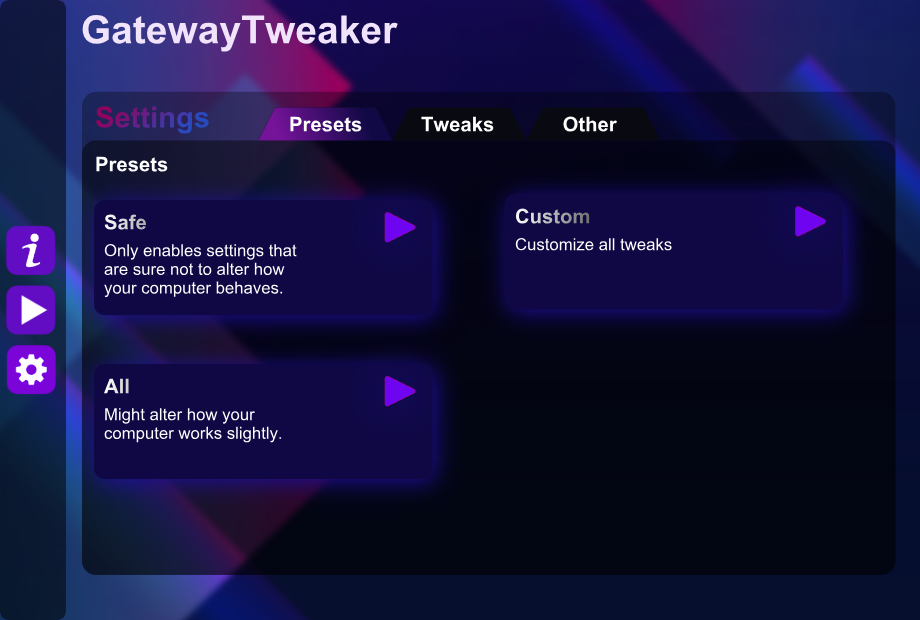 GatewayTweaker
Settings
Presets
Tweaks
Other
Presets
Safe
Only enables settings that
are sure not to alter how
your computer behaves.
Custom
Customize all tweaks
All
Might alter how your
computer works slightly.